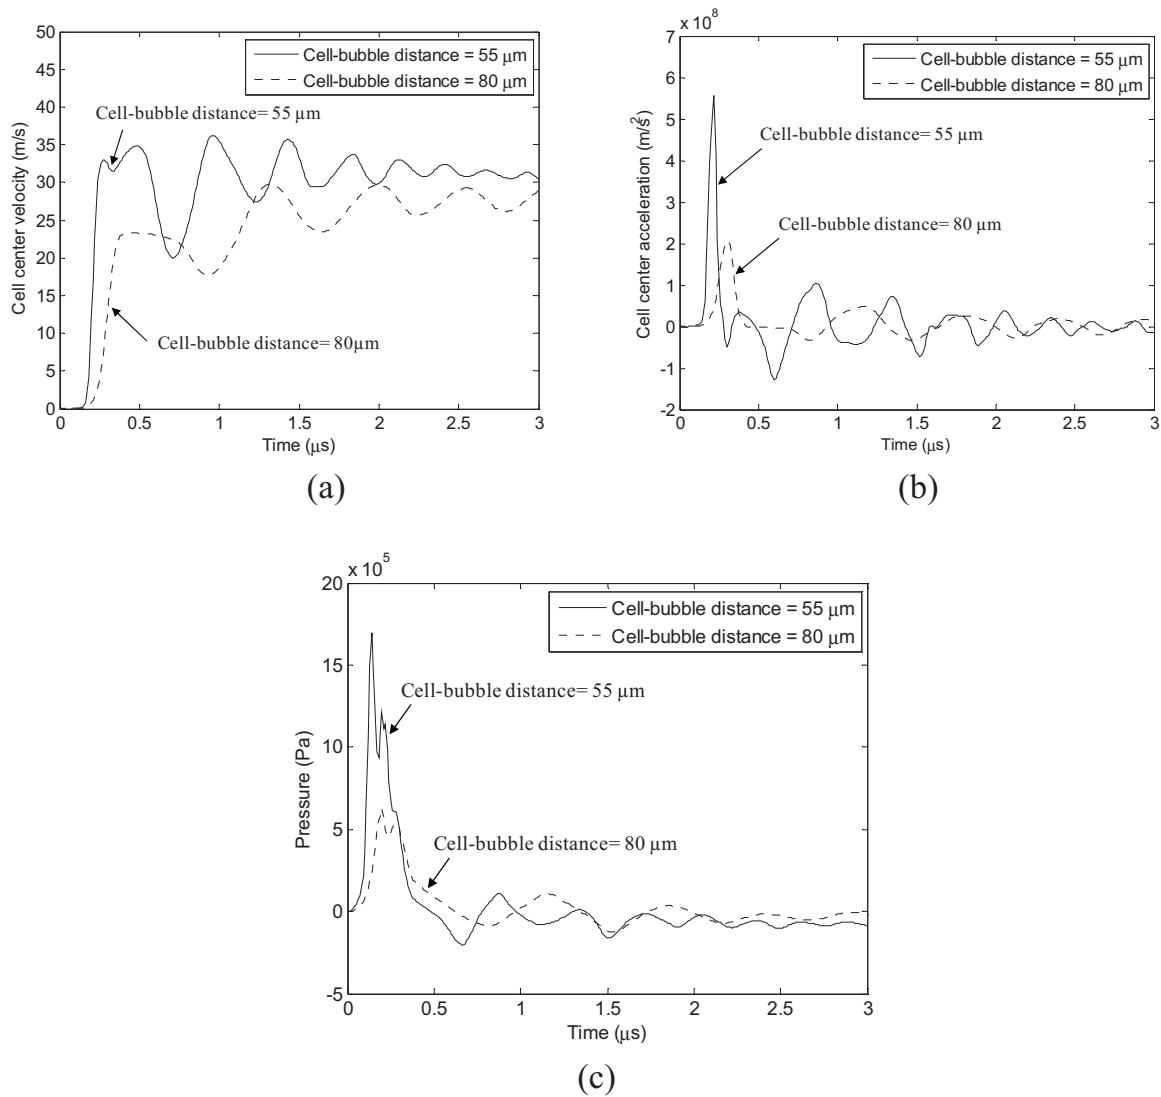 50
45
40
35
30
25
20
15
10
5
0
Cell center velocity (m/s)
Cell-bubble distance = 55 μm
Cell-bubble distance = 80 μm
Cell-bubble distance= 55 μm
Cell-bubble distance= 80μm
0 0.5 1 1.5 2 2.5 3
Time (μs)
(a)
x 10⁸
7
6
5
4
3
2
1
0
-1
-2
Cell center acceleration (m/s²)
Cell-bubble distance = 55 μm
Cell-bubble distance = 80 μm
Cell-bubble distance= 55 μm
Cell-bubble distance= 80 μm
0 0.5 1 1.5 2 2.5 3
Time (μs)
(b)
x 10⁵
20
15
10
5
0
-5
Pressure (Pa)
Cell-bubble distance = 55 μm
Cell-bubble distance = 80 μm
Cell-bubble distance= 55 μm
Cell-bubble distance= 80 μm
0 0.5 1 1.5 2 2.5 3
Time (μs)
(c)